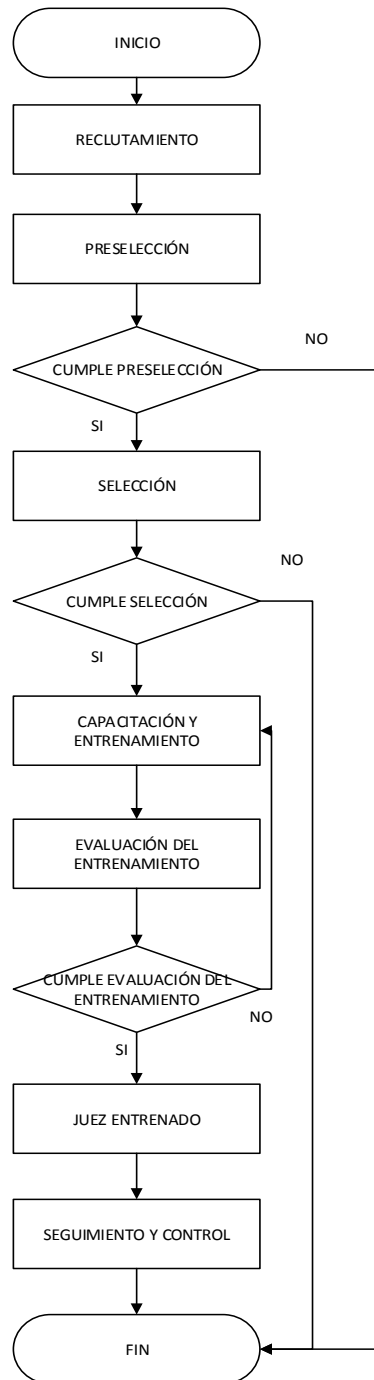 INICIO
RECLUTAMIENTO
PRESELECCIÓN
NO
CUMPLE PRESELECCIÓN
SI
SELECCIÓN
NO
CUMPLE SELECCIÓN
SI
CAPACITACIÓN Y
ENTRENAMIENTO
EVALUACIÓN DEL
ENTRENAMIENTO
CUMPLE EVALUACIÓN DEL
ENTRENAMIENTO
NO
SI
JUEZ ENTRENADO
SEGUIMIENTO Y CONTROL
FIN